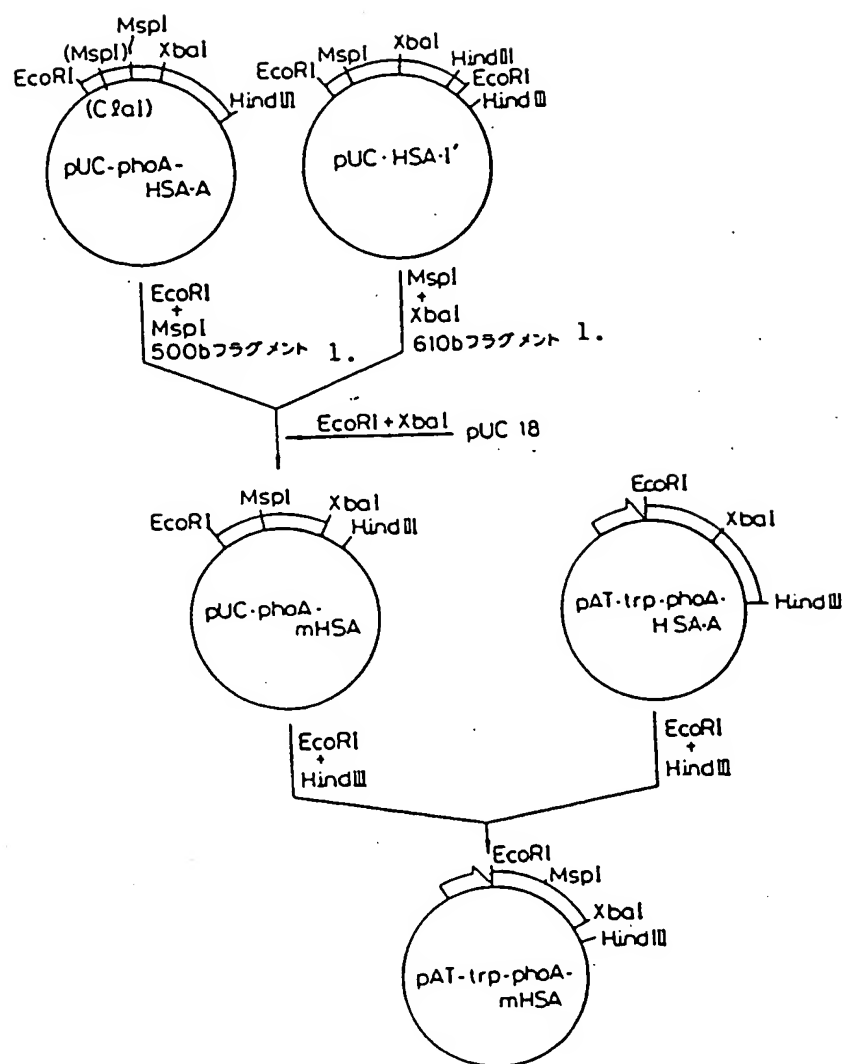 MspI
(MspI)
XbaI
EcoRI
(ClaI)
HindIII
pUC-phoA-
HSA·A
MspI
XbaI
HindIII
EcoRI
EcoRI
HindIII
pUC·HSA·I'
EcoRI
+
MspI
500bフラグメント 1.
MspI
+
XbaI
610bフラグメント 1.
EcoRI+XbaI
pUC 18
MspI
XbaI
EcoRI
HindIII
pUC·phoA·
mHSA
EcoRI
XbaI
HindIII
pAT·trp·phoA·
HSA·A
EcoRI
+
HindIII
EcoRI
+
HindIII
EcoRI
MspI
XbaI
HindIII
pAT-trp-phoA-
mHSA